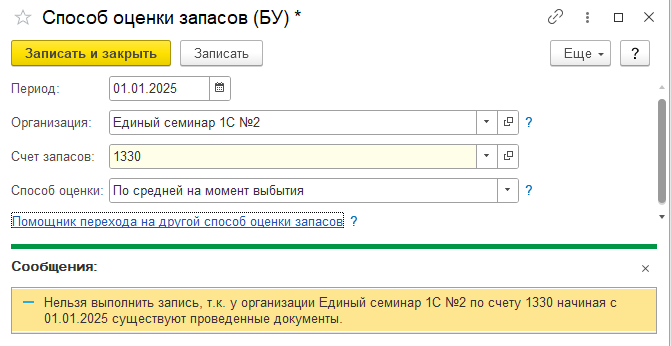 Способ оценки запасов (БУ) *
Записать и закрыть Записать Еще ?
Период: 01.01.2025
Организация: Единый семинар 1С №2 ?
Счет запасов: 1330
Способ оценки: По средней на момент выбытия ?
Помощник перехода на другой способ оценки запасов ?
Сообщения:
Нельзя выполнить запись, т.к. у организации Единый семинар 1С №2 по счету 1330 начиная с
01.01.2025 существуют проведенные документы.